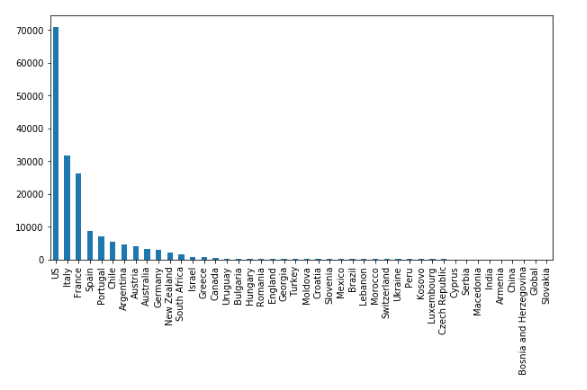 70000
60000
50000
40000
30000
20000
10000
0
US
Italy
France
Spain
Portugal
Chile
Argentina
Austria
Australia
Germany
New Zealand
South Africa
Israel
Greece
Canada
Uruguay
Bulgaria
Hungary
Romania
England
Georgia
Turkey
Moldova
Croatia
Slovenia
Mexico
Brazil
Lebanon
Morocco
Switzerland
Ukraine
Peru
Kosovo
Luxembourg
Czech Republic
Cyprus
Serbia
Macedonia
India
Armenia
China
Bosnia and Herzegovina
Global
Slovakia